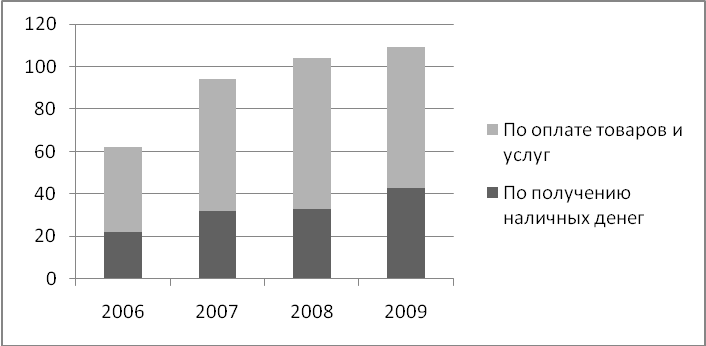 120
100
80
60
40
20
0
2006 2007 2008 2009
По оплате товаров и
услуг
По получению
наличных денег